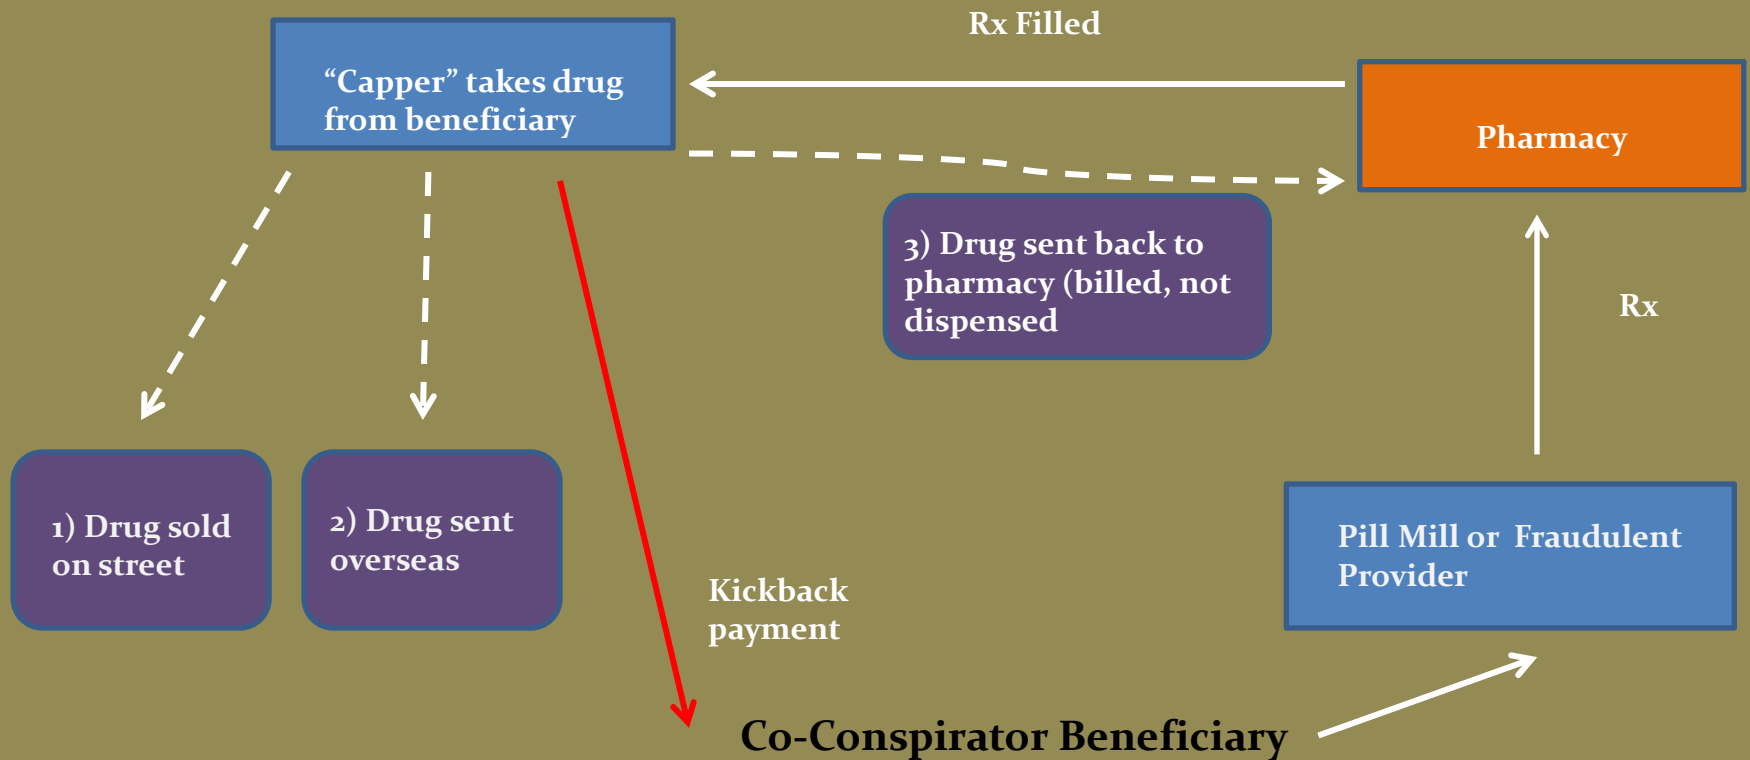 Rx Filled
“Capper” takes drug
from beneficiary
Pharmacy
3) Drug sent back to
pharmacy (billed, not
dispensed
Rx
1) Drug sold
on street
2) Drug sent
overseas
Pill Mill or  Fraudulent
Provider
Kickback
payment
Co-Conspirator Beneficiary